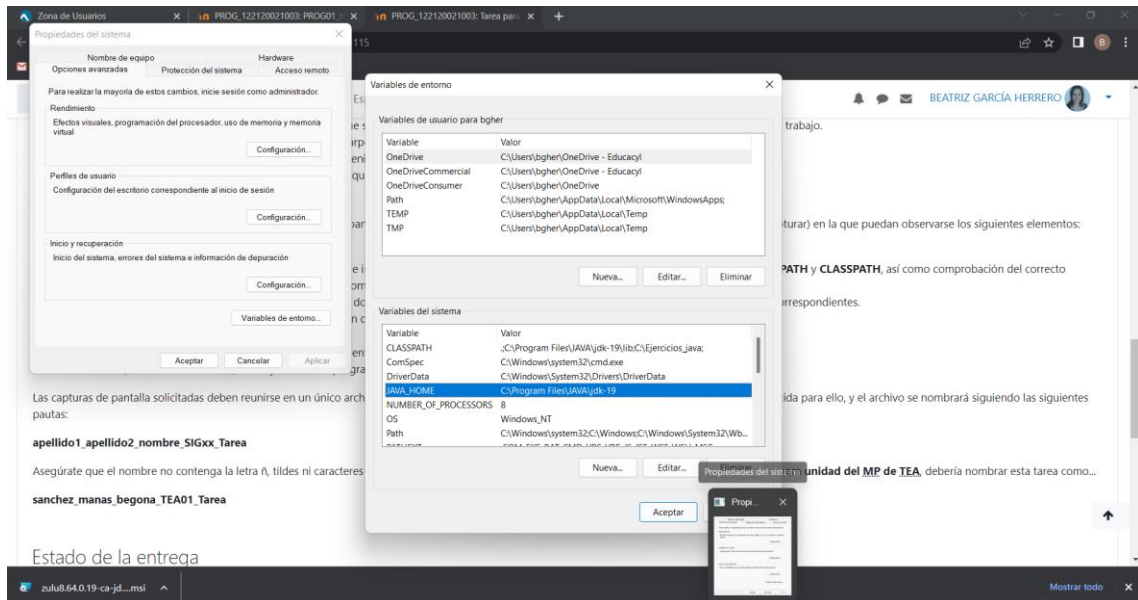 Zona de Usuarios
PROG_122120021003: PROG01_
PROG_122120021003: Tarea para
115
B
Propiedades del sistema
Nombre de equipo Hardware
Opciones avanzadas Protección del sistema Acceso remoto
Para realizar la mayoría de estos cambios, inicie sesión como administrador.
Rendimiento
Efectos visuales, programación del procesador, uso de memoria y memoria
virtual
Configuración...
Perfiles de usuario
Configuración del escritorio correspondiente al inicio de sesión
Configuración...
Inicio y recuperación
Inicio del sistema, errores del sistema e información de depuración
Configuración...
Variables de entorno...
Aceptar Cancelar Aplicar
Variables de entorno
Variables de usuario para bgher
Variable Valor
OneDrive C:\Users\bgher\OneDrive - Educacyl
OneDriveCommercial C:\Users\bgher\OneDrive - Educacyl
OneDriveConsumer C:\Users\bgher\OneDrive
Path C:\Users\bgher\AppData\Local\Microsoft\WindowsApps;
TEMP C:\Users\bgher\AppData\Local\Temp
TMP C:\Users\bgher\AppData\Local\Temp
Nueva... Editar... Eliminar
Variables del sistema
Variable Valor
CLASSPATH .;C:\Program Files\JAVA\jdk-19\lib;C:\Ejercicios_java;
ComSpec C:\Windows\system32\cmd.exe
DriverData C:\Windows\System32\Drivers\DriverData
JAVA_HOME C:\Program Files\JAVA\jdk-19
NUMBER_OF_PROCESSORS 8
OS Windows_NT
Path C:\Windows\system32;C:\Windows;C:\Windows\System32\Wb...
Nueva... Editar...
Aceptar
Propiedades del sistema
Propi...
BEATRIZ GARCÍA HERRERO
trabajo.
turar) en la que puedan observarse los siguientes elementos:
PATH y CLASSPATH, así como comprobación del correcto
rrespondientes.
Las capturas de pantalla solicitadas deben reunirse en un único arch
ida para ello, y el archivo se nombrará siguiendo las siguientes
pautas:
apellido1_apellido2_nombre_SIGxx_Tarea
Asegúrate que el nombre no contenga la letra ñ, tildes ni caracteres
unidad del MP de TEA, debería nombrar esta tarea como...
sanchez_manas_begona_TEA01_Tarea
Estado de la entrega
zulu8.64.0.19-ca-jd....msi
Mostrar todo